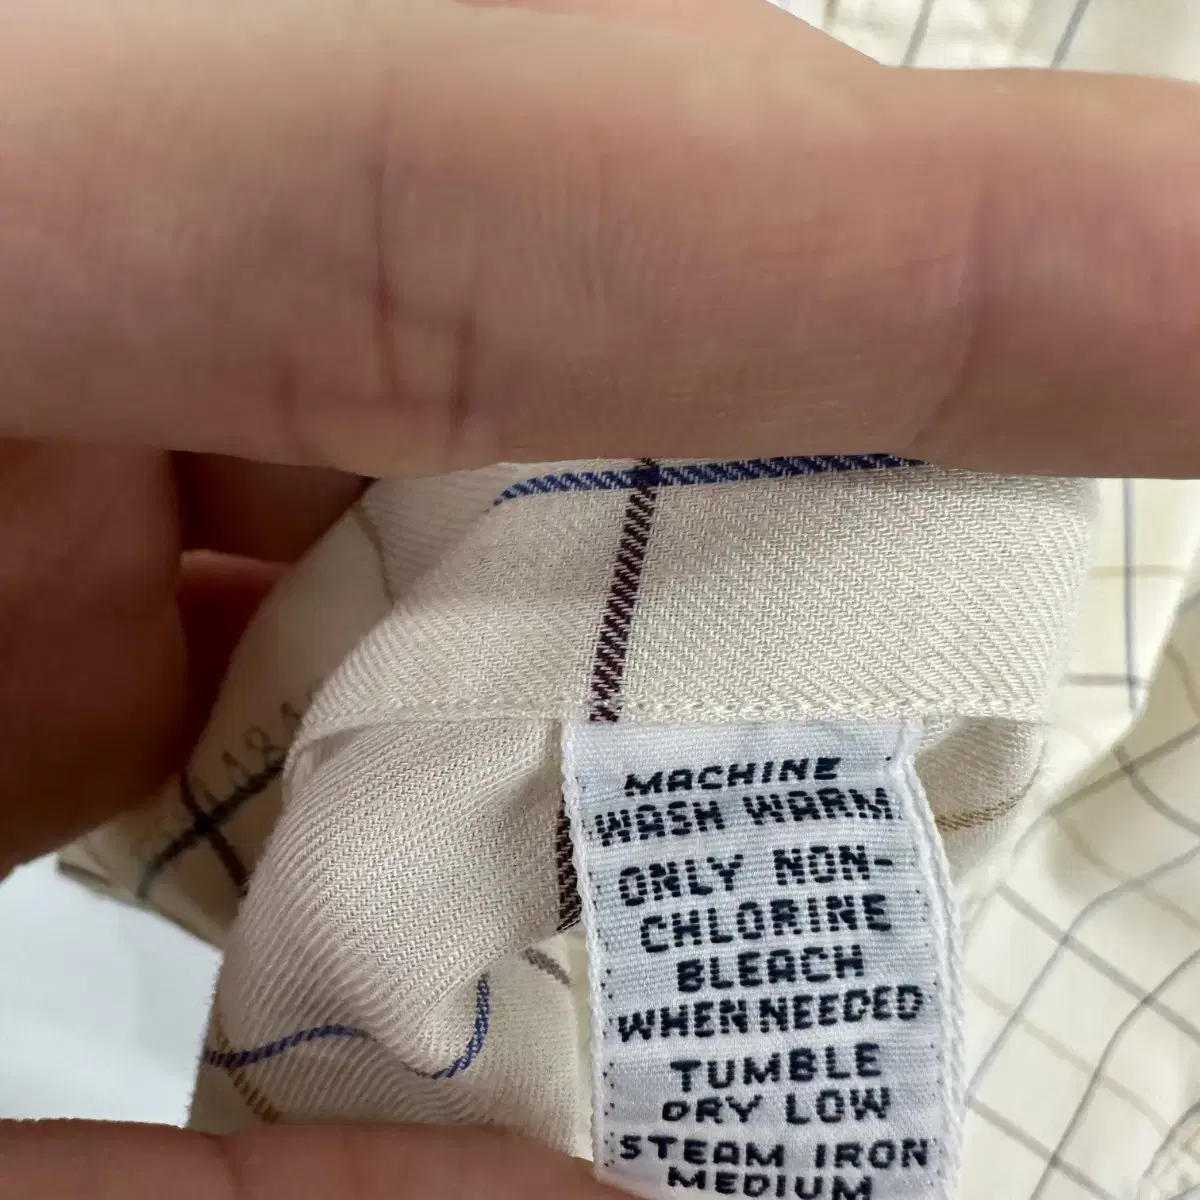 MACHINE
WASH WARM
ONLY NON-
CHLORINE
BLEACH
WHEN NEEDED
TUMBLE
DRY LOW
STEAM IRON
MEDIUM